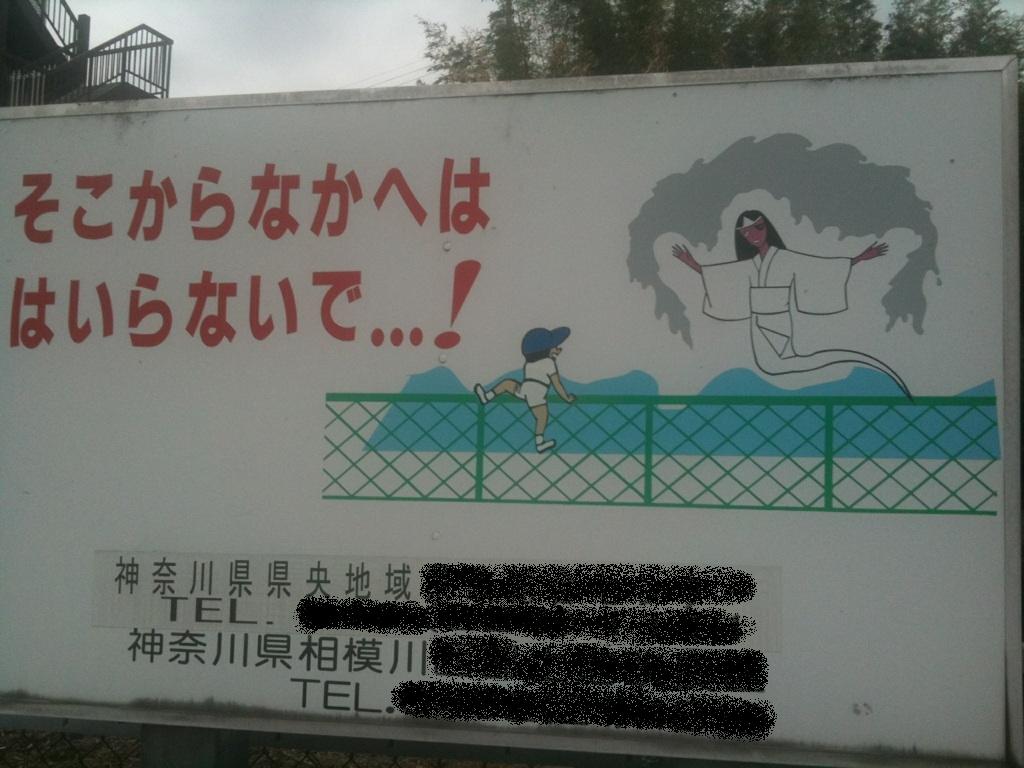 そこからなかへは
はいらないで…!
神奈川県県央地域
TEL.
神奈川県相模川
TEL.